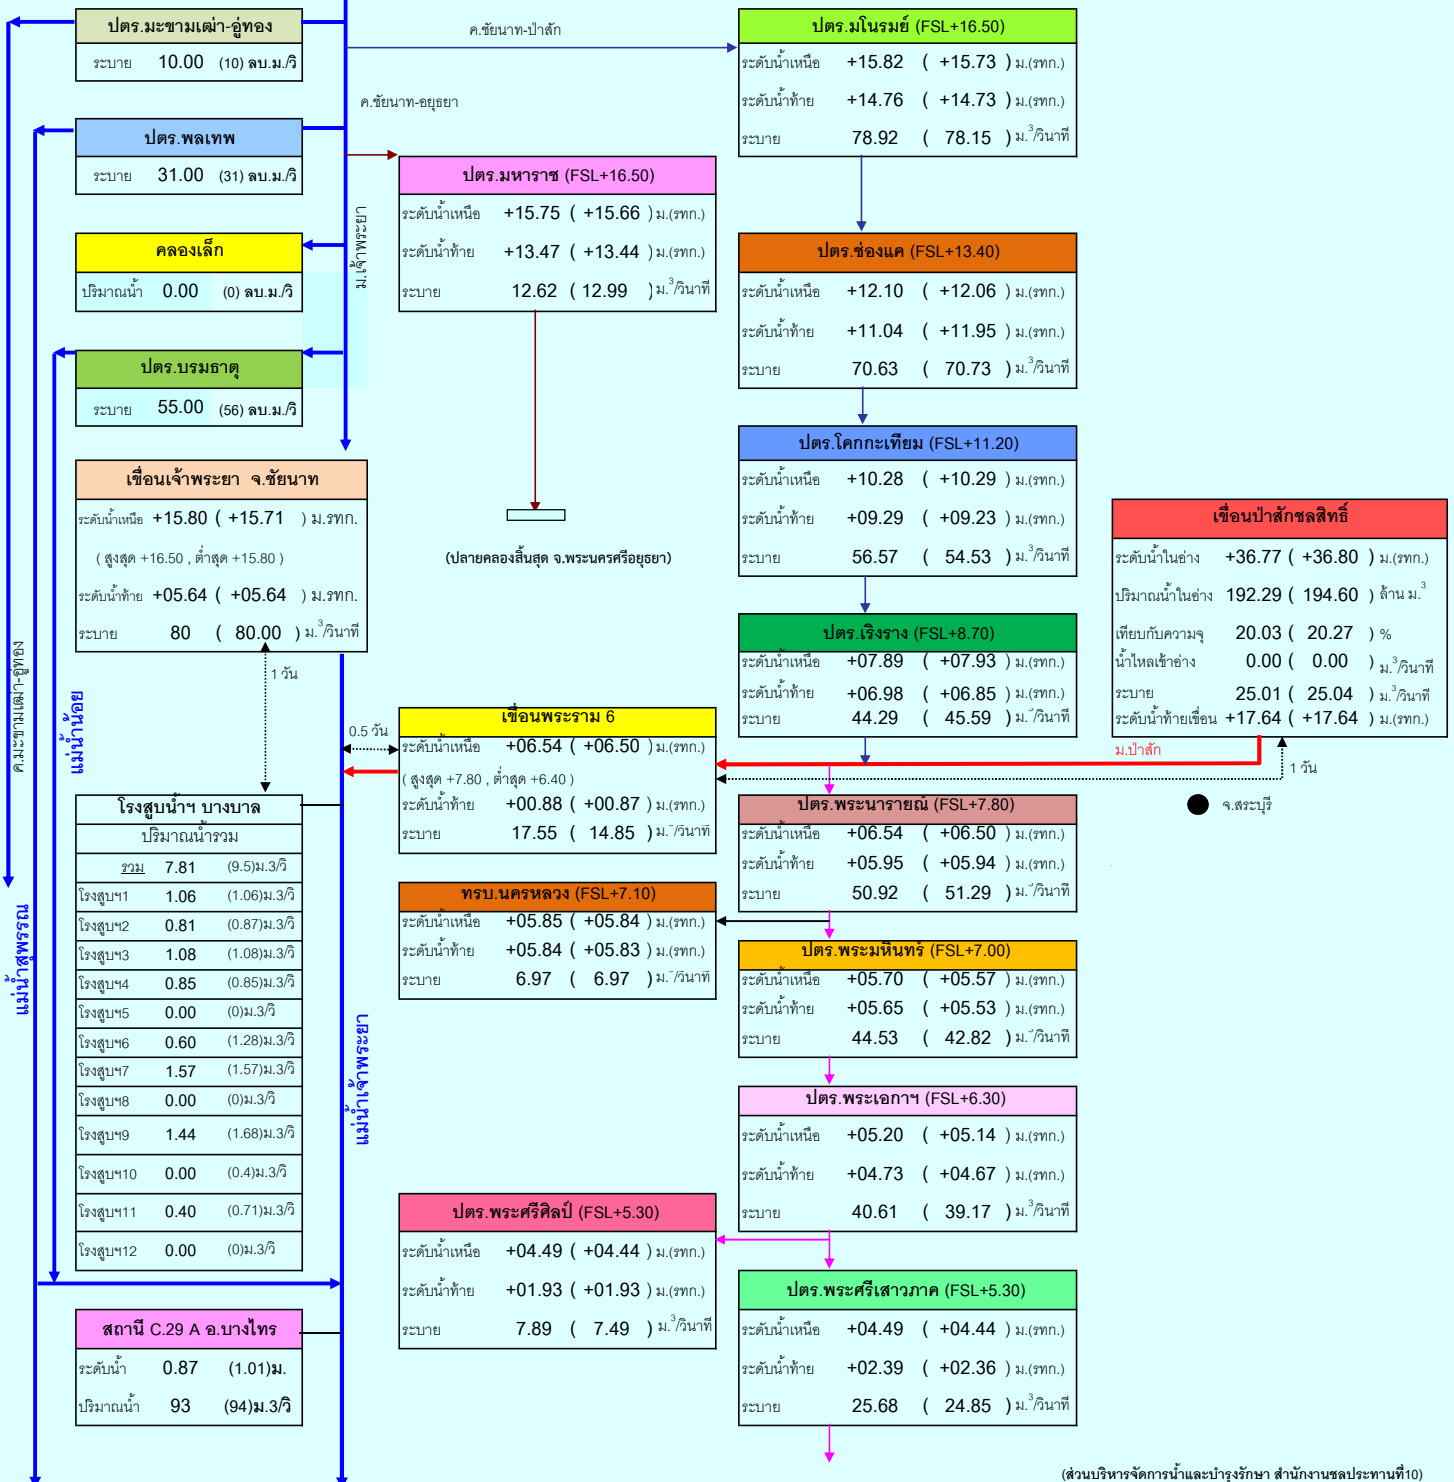 ปตร.มะขามเฒ่า-อู่ทอง
ระบาย 10.00 (10) ลบ.ม./วิ
ค.ชัยนาท-ป่าสัก
ปตร.มโนรมย์ (FSL+16.50)
ระดับน้ำเหนือ +15.82 ( +15.73 ) ม.(รทก.)
ระดับน้ำท้าย +14.76 ( +14.73 ) ม.(รทก.)
ระบาย 78.92 ( 78.15 ) ม.³/วินาที
ค.ชัยนาท-อยุธยา
ปตร.พลเทพ
ระบาย 31.00 (31) ลบ.ม./วิ
ปตร.มหาราช (FSL+16.50)
ระดับน้ำเหนือ +15.75 ( +15.66 ) ม.(รทก.)
ระดับน้ำท้าย +13.47 ( +13.44 ) ม.(รทก.)
ระบาย 12.62 ( 12.99 ) ม.³/วินาที
ม.เจ้าพระยา
คลองเล็ก
ปริมาณน้ำ 0.00 (0) ลบ.ม./วิ
ปตร.ช่องแค (FSL+13.40)
ระดับน้ำเหนือ +12.10 ( +12.06 ) ม.(รทก.)
ระดับน้ำท้าย +11.04 ( +11.95 ) ม.(รทก.)
ระบาย 70.63 ( 70.73 ) ม.³/วินาที
ปตร.บรมธาตุ
ระบาย 55.00 (56) ลบ.ม./วิ
ปตร.โคกกะเทียม (FSL+11.20)
ระดับน้ำเหนือ +10.28 ( +10.29 ) ม.(รทก.)
ระดับน้ำท้าย +09.29 ( +09.23 ) ม.(รทก.)
ระบาย 56.57 ( 54.53 ) ม.³/วินาที
เขื่อนเจ้าพระยา จ.ชัยนาท
ระดับน้ำเหนือ +15.80 ( +15.71 ) ม.รทก.
( สูงสุด +16.50 , ต่ำสุด +15.80 )
ระดับน้ำท้าย +05.64 ( +05.64 ) ม.รทก.
ระบาย 80 ( 80.00 ) ม.³/วินาที
(ปลายคลองสิ้นสุด จ.พระนครศรีอยุธยา)
เขื่อนป่าสักชลสิทธิ์
ระดับน้ำในอ่าง +36.77 ( +36.80 ) ม.(รทก.)
ปริมาณน้ำในอ่าง 192.29 ( 194.60 ) ล้าน ม.³
เทียบกับความจุ 20.03 ( 20.27 ) %
น้ำไหลเข้าอ่าง 0.00 ( 0.00 ) ม.³/วินาที
ระบาย 25.01 ( 25.04 ) ม.³/วินาที
ระดับน้ำท้ายเขื่อน +17.64 ( +17.64 ) ม.(รทก.)
ปตร.เริงราง (FSL+8.70)
ระดับน้ำเหนือ +07.89 ( +07.93 ) ม.(รทก.)
ระดับน้ำท้าย +06.98 ( +06.85 ) ม.(รทก.)
ระบาย 44.29 ( 45.59 ) ม.³/วินาที
ค.มะขามเฒ่า-อู่ทอง
แม่น้ำน้อย
1 วัน
0.5 วัน
เขื่อนพระราม 6
ระดับน้ำเหนือ +06.54 ( +06.50 ) ม.(รทก.)
( สูงสุด +7.80 , ต่ำสุด +6.40 )
ระดับน้ำท้าย +00.88 ( +00.87 ) ม.(รทก.)
ระบาย 17.55 ( 14.85 ) ม.³/วินาที
ม.ป่าสัก
1 วัน
จ.สระบุรี
ปตร.พระนารายณ์ (FSL+7.80)
ระดับน้ำเหนือ +06.54 ( +06.50 ) ม.(รทก.)
ระดับน้ำท้าย +05.95 ( +05.94 ) ม.(รทก.)
ระบาย 50.92 ( 51.29 ) ม.³/วินาที
โรงสูบน้ำฯ บางบาล
ปริมาณน้ำรวม
รวม 7.81 (9.5)ม.3/วิ
โรงสูบฯ1 1.06 (1.06)ม.3/วิ
โรงสูบฯ2 0.81 (0.87)ม.3/วิ
โรงสูบฯ3 1.08 (1.08)ม.3/วิ
โรงสูบฯ4 0.85 (0.85)ม.3/วิ
โรงสูบฯ5 0.00 (0)ม.3/วิ
โรงสูบฯ6 0.60 (1.28)ม.3/วิ
โรงสูบฯ7 1.57 (1.57)ม.3/วิ
โรงสูบฯ8 0.00 (0)ม.3/วิ
โรงสูบฯ9 1.44 (1.68)ม.3/วิ
โรงสูบฯ10 0.00 (0.4)ม.3/วิ
โรงสูบฯ11 0.40 (0.71)ม.3/วิ
โรงสูบฯ12 0.00 (0)ม.3/วิ
แม่น้ำสุพรรณ
แม่น้ำเจ้าพระยา
ทรบ.นครหลวง (FSL+7.10)
ระดับน้ำเหนือ +05.85 ( +05.84 ) ม.(รทก.)
ระดับน้ำท้าย +05.84 ( +05.83 ) ม.(รทก.)
ระบาย 6.97 ( 6.97 ) ม.³/วินาที
ปตร.พระมหินทร์ (FSL+7.00)
ระดับน้ำเหนือ +05.70 ( +05.57 ) ม.(รทก.)
ระดับน้ำท้าย +05.65 ( +05.53 ) ม.(รทก.)
ระบาย 44.53 ( 42.82 ) ม.³/วินาที
ปตร.พระเอกาฯ (FSL+6.30)
ระดับน้ำเหนือ +05.20 ( +05.14 ) ม.(รทก.)
ระดับน้ำท้าย +04.73 ( +04.67 ) ม.(รทก.)
ระบาย 40.61 ( 39.17 ) ม.³/วินาที
ปตร.พระศรีศิลป์ (FSL+5.30)
ระดับน้ำเหนือ +04.49 ( +04.44 ) ม.(รทก.)
ระดับน้ำท้าย +01.93 ( +01.93 ) ม.(รทก.)
ระบาย 7.89 ( 7.49 ) ม.³/วินาที
ปตร.พระศรีเสาวภาค (FSL+5.30)
ระดับน้ำเหนือ +04.49 ( +04.44 ) ม.(รทก.)
ระดับน้ำท้าย +02.39 ( +02.36 ) ม.(รทก.)
ระบาย 25.68 ( 24.85 ) ม.³/วินาที
สถานี C.29 A อ.บางไทร
ระดับน้ำ 0.87 (1.01)ม.
ปริมาณน้ำ 93 (94)ม.3/วิ
(ส่วนบริหารจัดการน้ำและบำรุงรักษา สำนักงานชลประทานที่10)